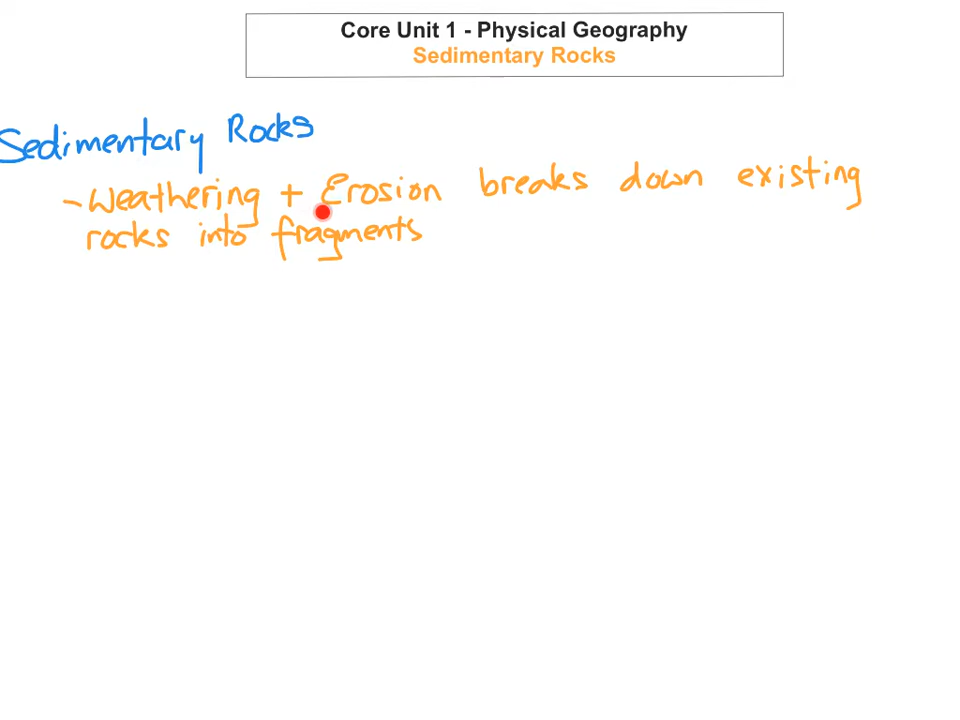 Core Unit 1 - Physical Geography
Sedimentary Rocks
Sedimentary Rocks
- Weathering + Erosion breaks down existing
rocks into fragments